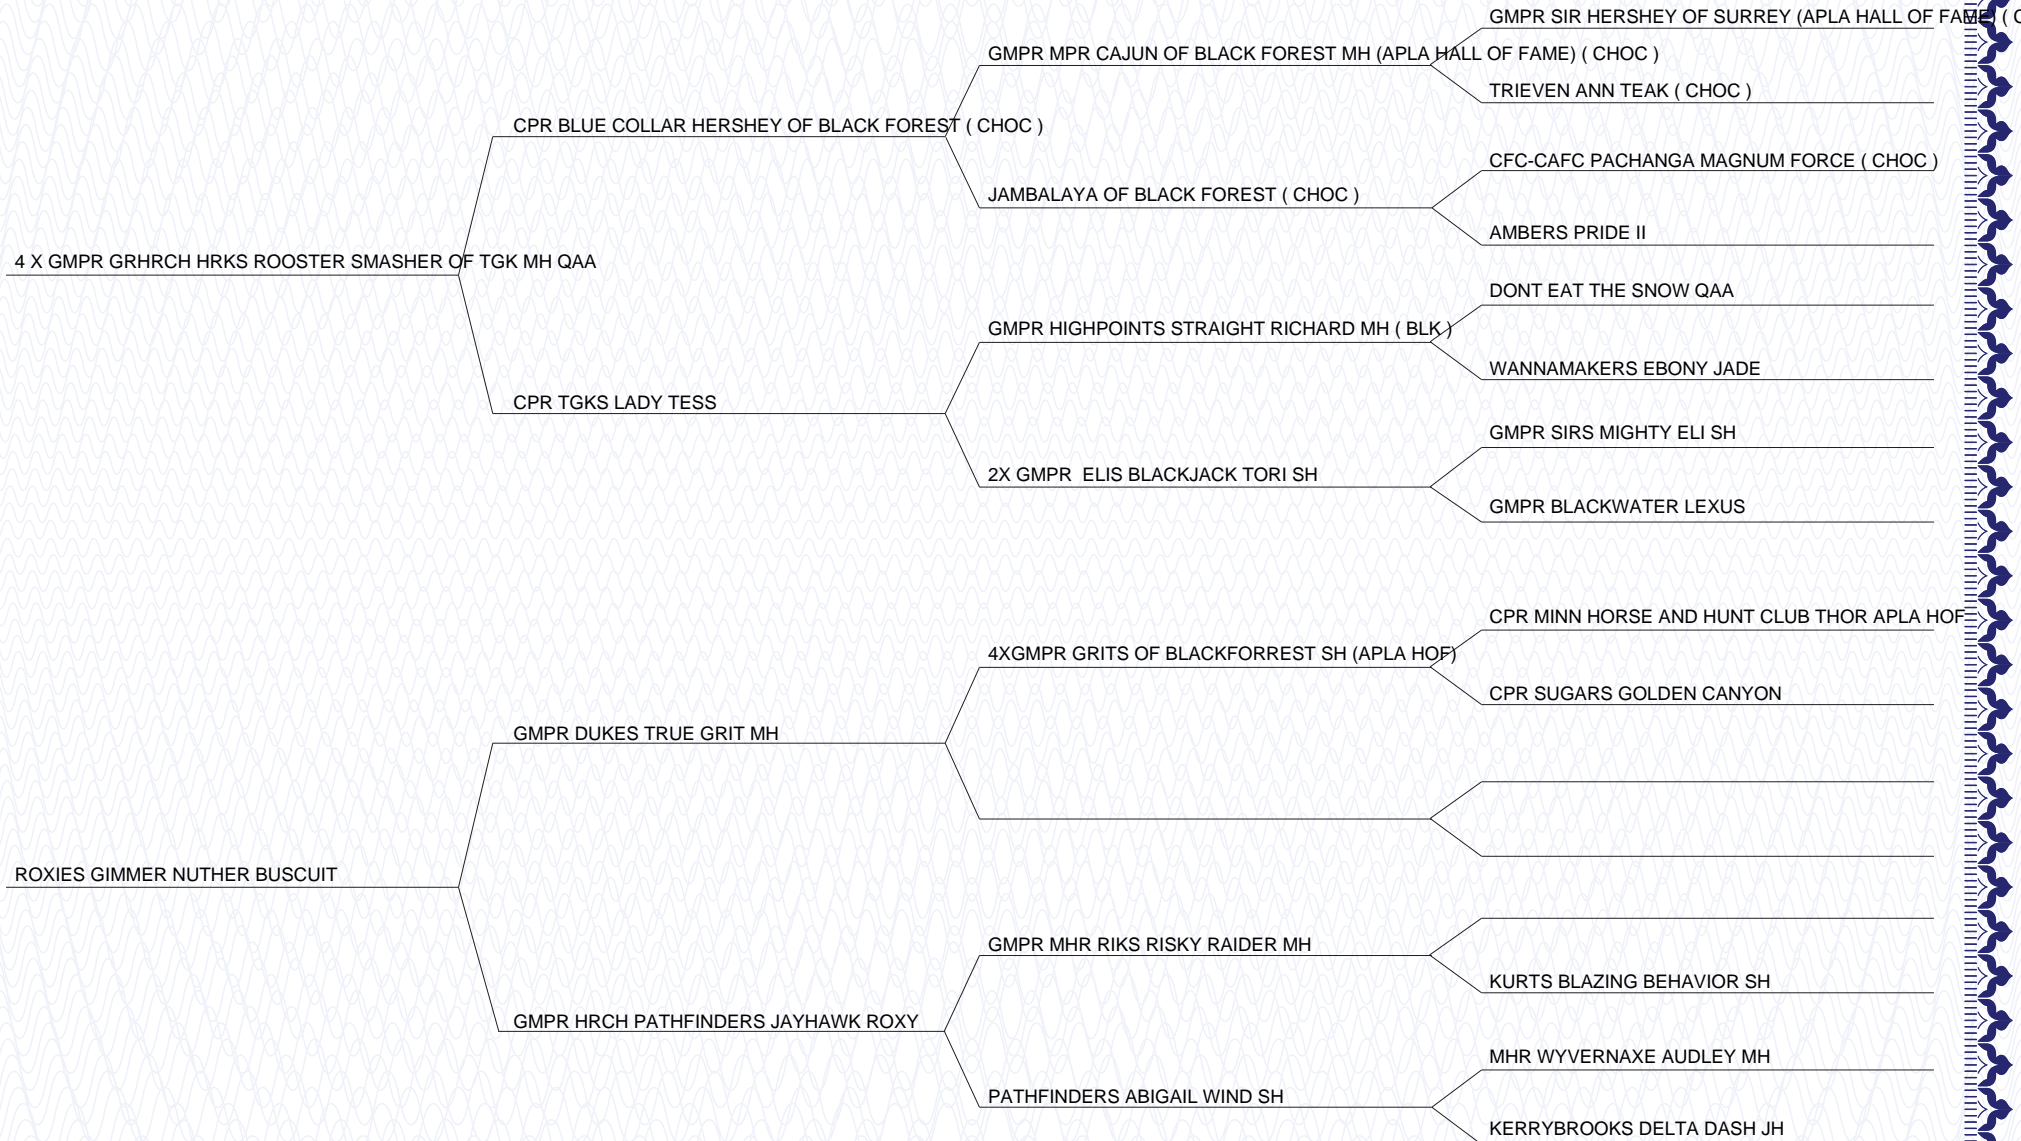 GMPR SIR HERSHEY OF SURREY (APLA HALL OF FAME) ( C
GMPR MPR CAJUN OF BLACK FOREST MH (APLA HALL OF FAME) ( CHOC )
TRIEVEN ANN TEAK ( CHOC )
CPR BLUE COLLAR HERSHEY OF BLACK FOREST ( CHOC )
CFC-CAFC PACHANGA MAGNUM FORCE ( CHOC )
JAMBALAYA OF BLACK FOREST ( CHOC )
AMBERS PRIDE II
4 X GMPR GRHRCH HRKS ROOSTER SMASHER OF TGK MH QAA
DONT EAT THE SNOW QAA
GMPR HIGHPOINTS STRAIGHT RICHARD MH ( BLK )
WANNAMAKERS EBONY JADE
CPR TGKS LADY TESS
GMPR SIRS MIGHTY ELI SH
2X GMPR  ELIS BLACKJACK TORI SH
GMPR BLACKWATER LEXUS
CPR MINN HORSE AND HUNT CLUB THOR APLA HOF
4XGMPR GRITS OF BLACKFORREST SH (APLA HOF)
CPR SUGARS GOLDEN CANYON
GMPR DUKES TRUE GRIT MH
ROXIES GIMMER NUTHER BUSCUIT
GMPR MHR RIKS RISKY RAIDER MH
KURTS BLAZING BEHAVIOR SH
GMPR HRCH PATHFINDERS JAYHAWK ROXY
MHR WYVERNAXE AUDLEY MH
PATHFINDERS ABIGAIL WIND SH
KERRYBROOKS DELTA DASH JH